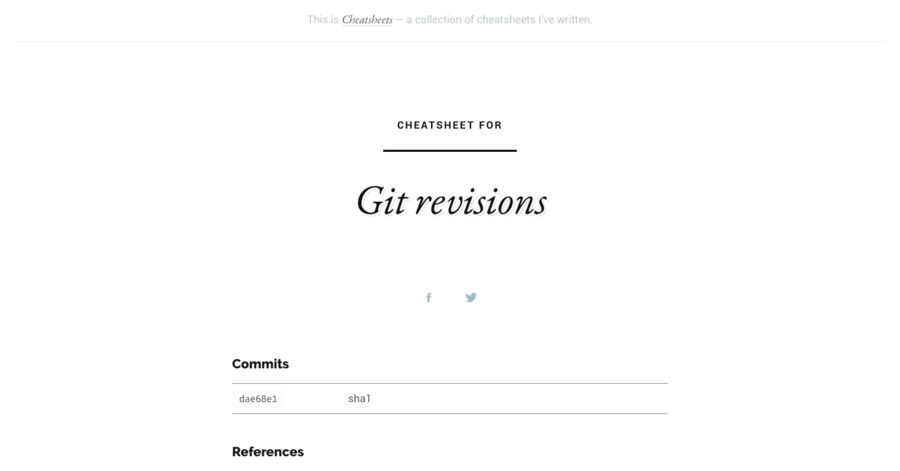 This is Cheatsheets — a collection of cheatsheets I've written.
CHEATSHEET FOR
Git revisions
Commits
dae68e1 sha1
References